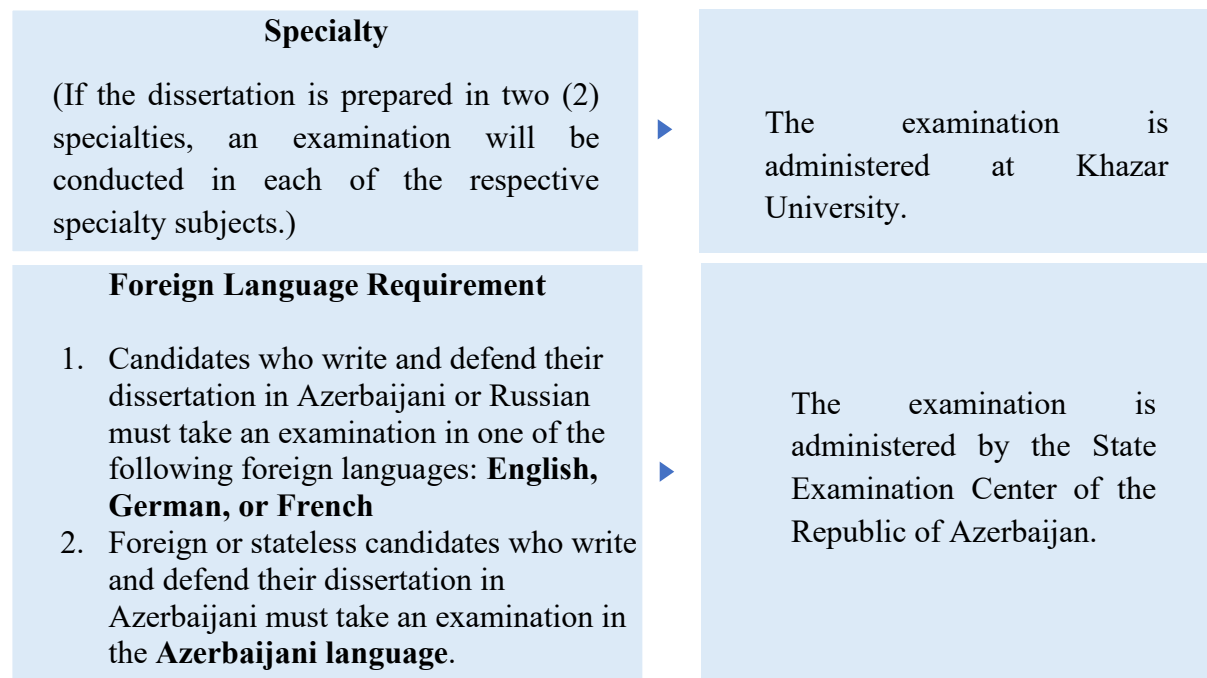 Specialty
(If the dissertation is prepared in two (2)
specialties, an examination will be
conducted in each of the respective
specialty subjects.)
The examination is
administered at Khazar
University.
Foreign Language Requirement
1. Candidates who write and defend their
dissertation in Azerbaijani or Russian
must take an examination in one of the
following foreign languages: English,
German, or French
2. Foreign or stateless candidates who write
and defend their dissertation in
Azerbaijani must take an examination in
the Azerbaijani language.
The examination is
administered by the State
Examination Center of the
Republic of Azerbaijan.